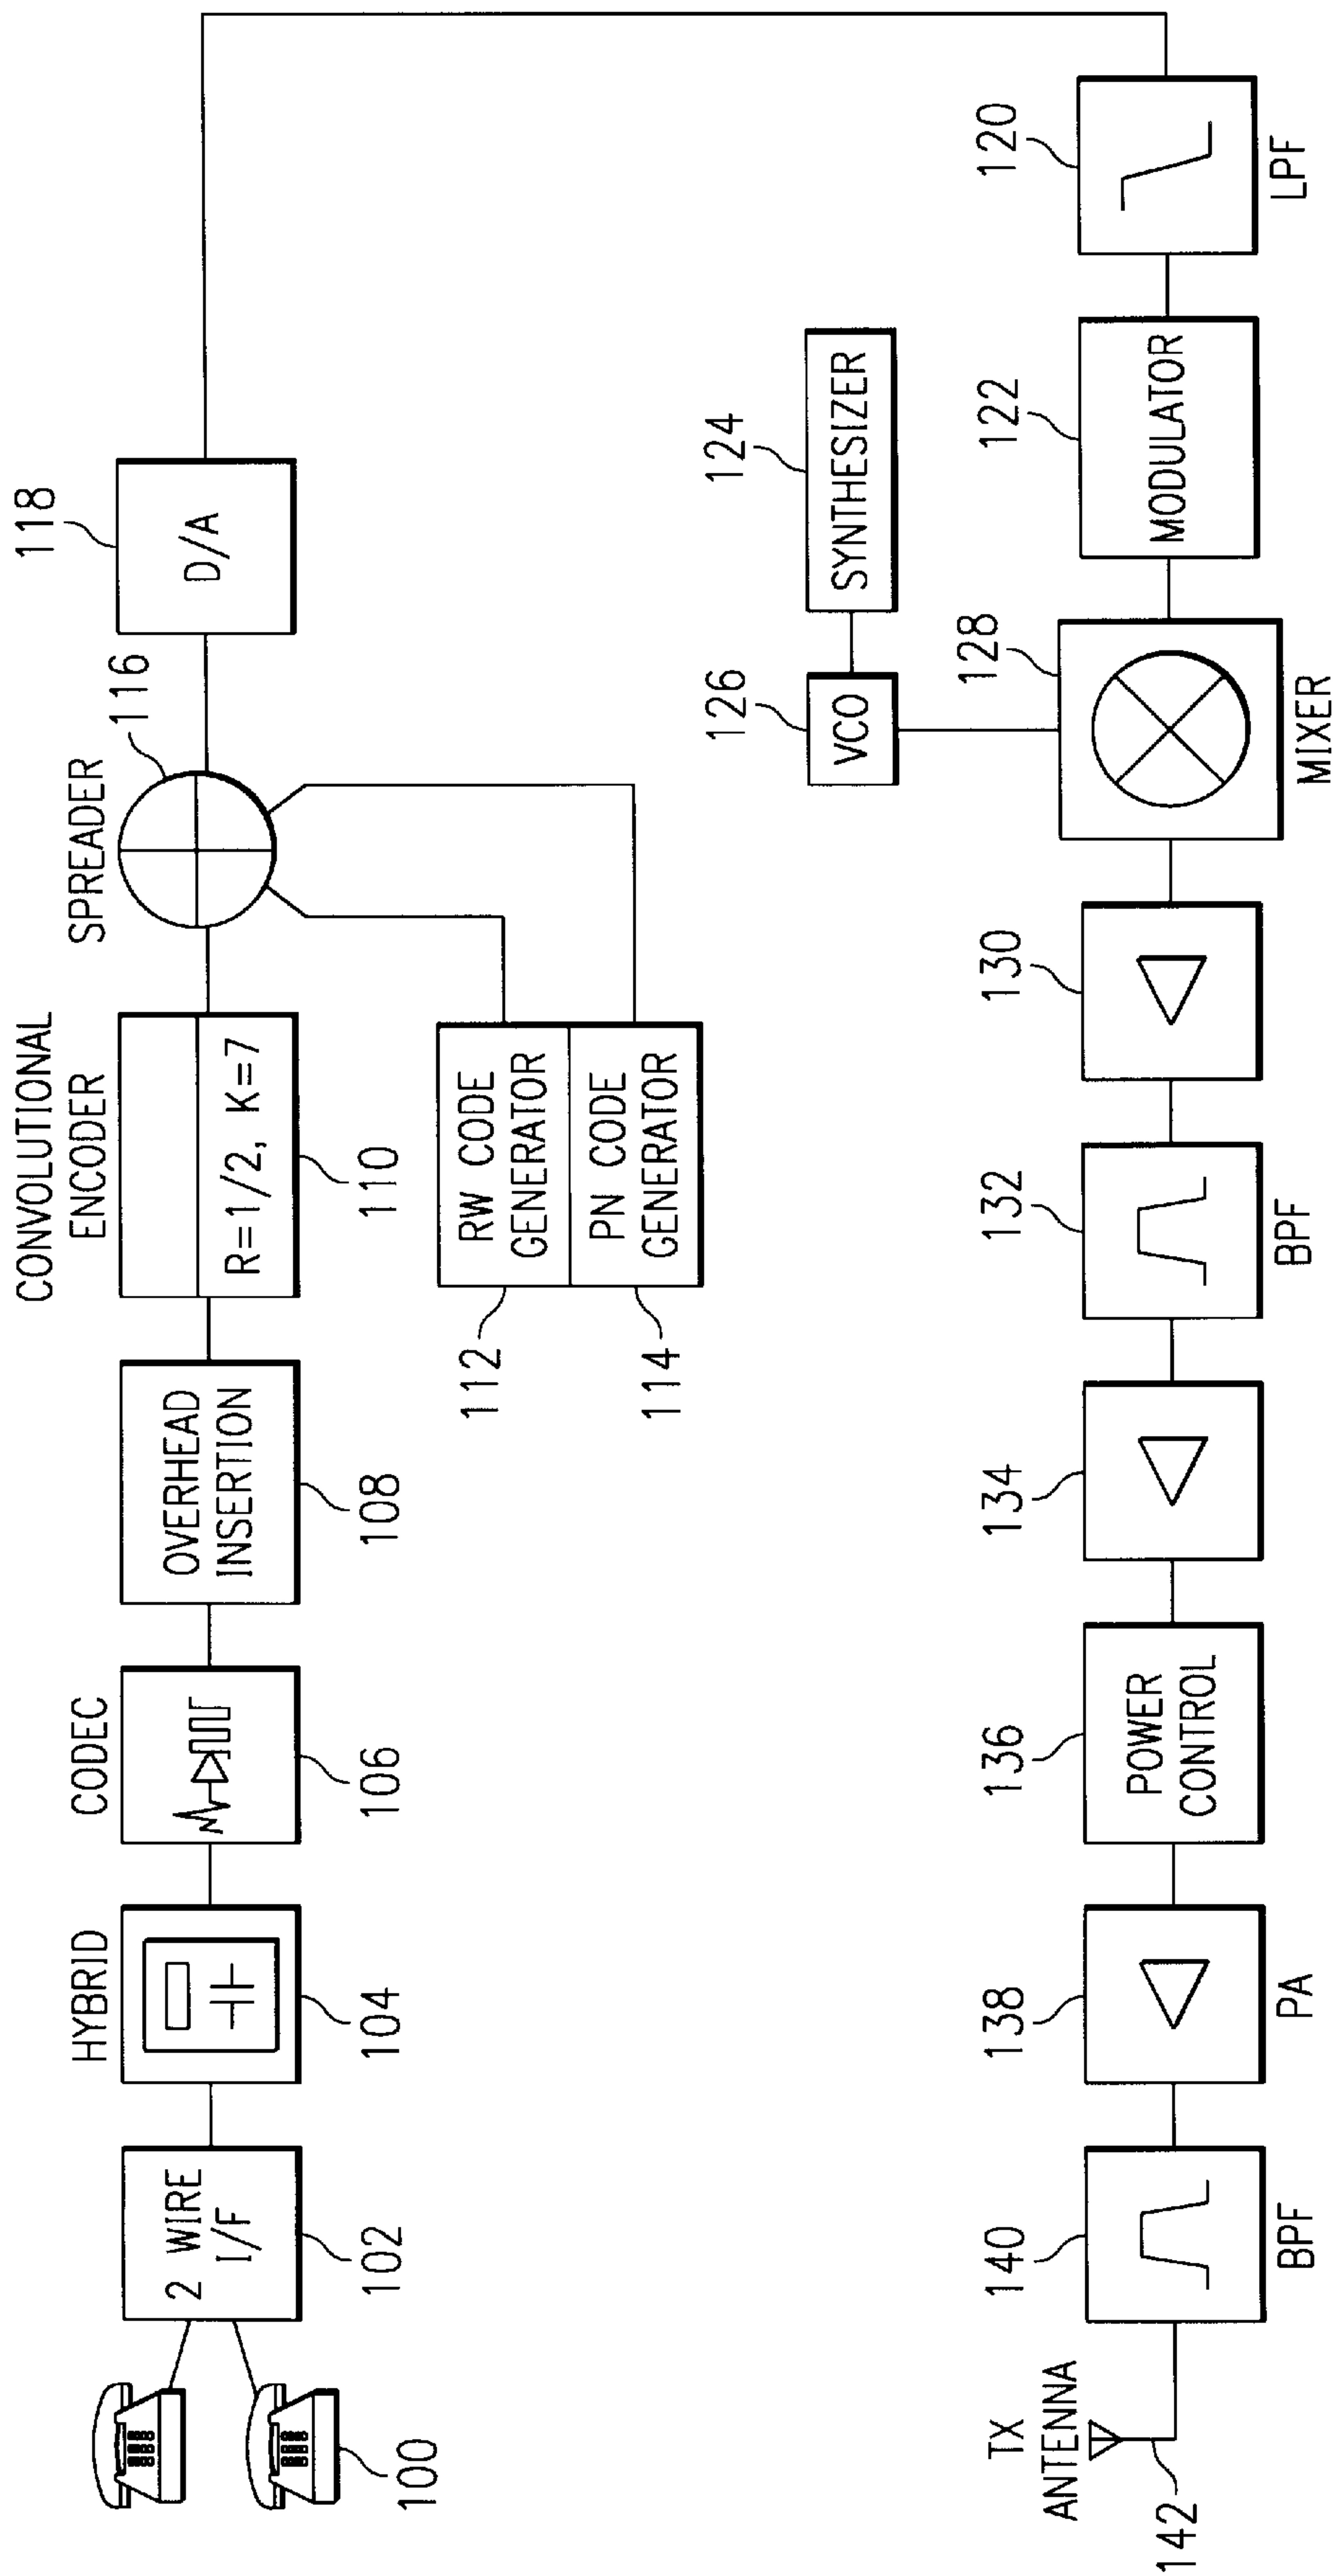 CONVOLUTIONAL
ENCODER
SPREADER
116
118
HYBRID
CODEC
2 WIRE
I/F
OVERHEAD
INSERTION
R=1/2, K=7
D/A
100
102
104
106
108
110
112
RW CODE
GENERATOR
114
PN CODE
GENERATOR
126
124
VCO
SYNTHESIZER
TX
ANTENNA
142
140
138
136
134
132
130
128
122
120
POWER
CONTROL
MODULATOR
BPF
PA
BPF
MIXER
LPF